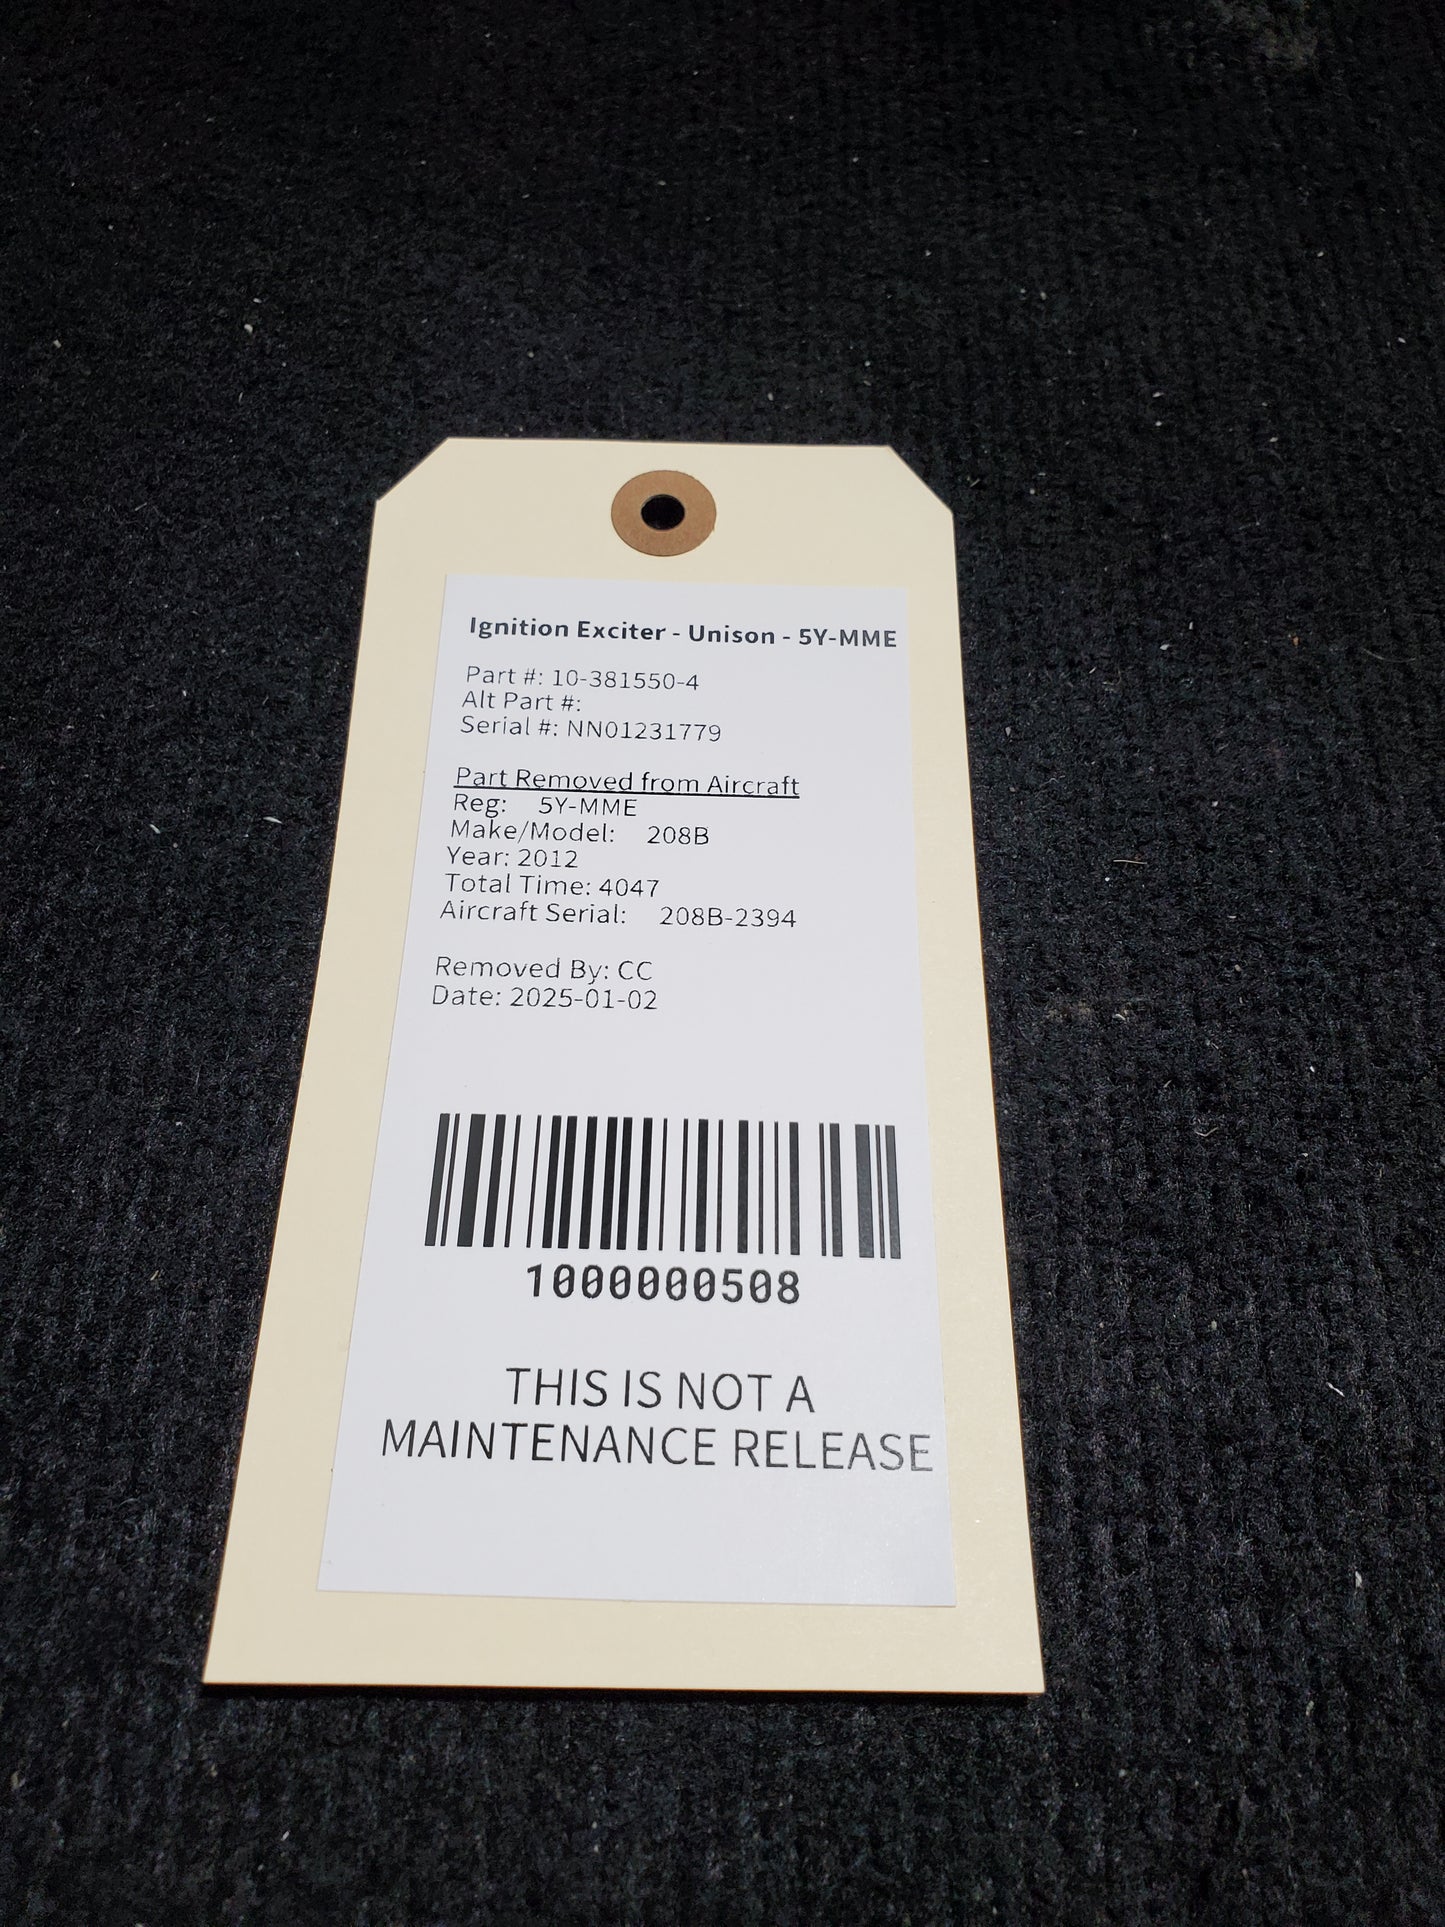 Ignition Exciter - Unison - 5Y-MME
Part #: 10-381550-4
Alt Part #:
Serial #: NN01231779
Part Removed from Aircraft
Reg: 5Y-MME
Make/Model: 208B
Year: 2012
Total Time: 4047
Aircraft Serial: 208B-2394
Removed By: CC
Date: 2025-01-02
1000000508
THIS IS NOT A
MAINTENANCE RELEASE